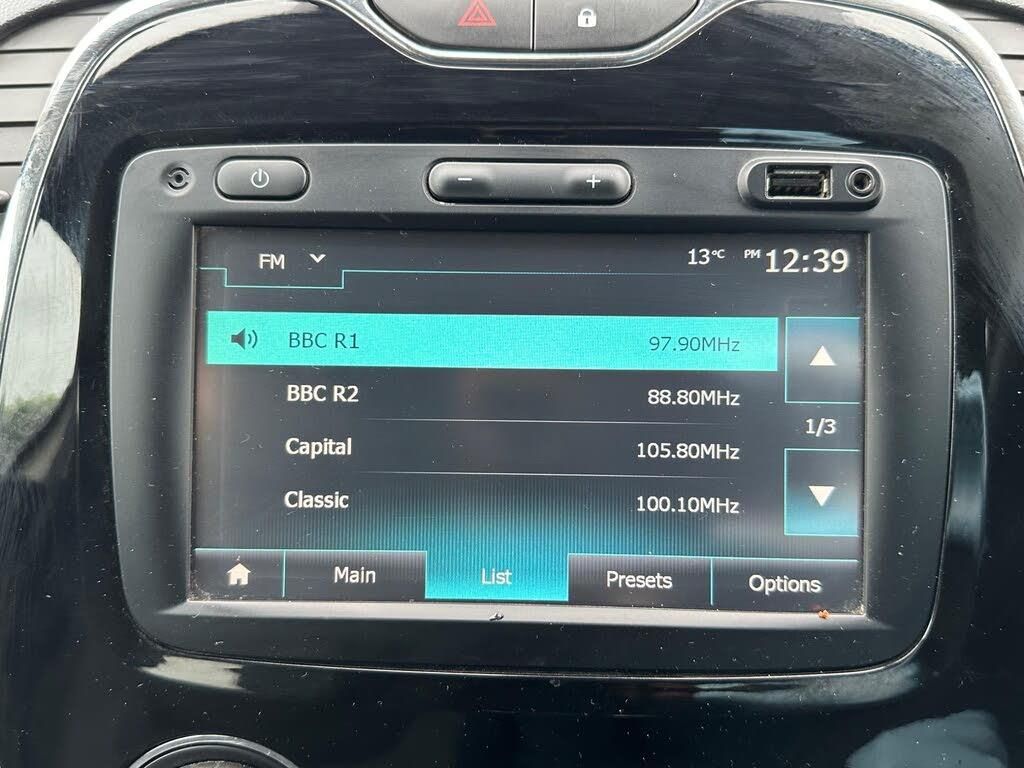 FM 13°C PM 12:39
BBC R1 97.90MHz
BBC R2 88.80MHz
1/3
Capital 105.80MHz
Classic 100.10MHz
Main List Presets Options